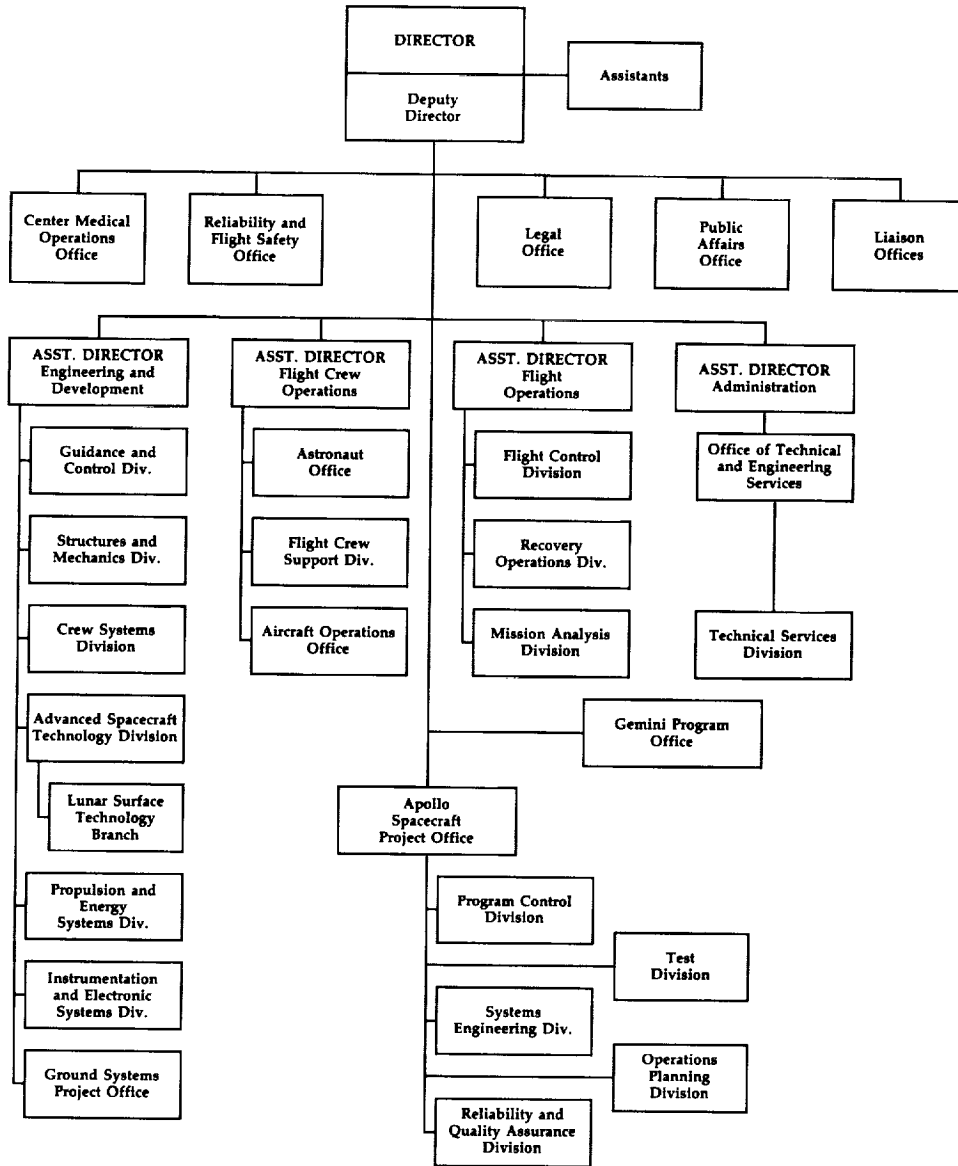 DIRECTOR
Deputy
Director
Assistants
Center Medical
Operations
Office
Reliability and
Flight Safety
Office
Legal
Office
Public
Affairs
Office
Liaison
Offices
ASST. DIRECTOR
Engineering and
Development
ASST. DIRECTOR
Flight Crew
Operations
ASST. DIRECTOR
Flight
Operations
ASST. DIRECTOR
Administration
Guidance and
Control Div.
Structures and
Mechanics Div.
Crew Systems
Division
Advanced Spacecraft
Technology Division
Lunar Surface
Technology
Branch
Propulsion and
Energy
Systems Div.
Instrumentation
and Electronic
Systems Div.
Ground Systems
Project Office
Astronaut
Office
Flight Crew
Support Div.
Aircraft Operations
Office
Flight Control
Division
Recovery
Operations Div.
Mission Analysis
Division
Office of Technical
and Engineering
Services
Technical Services
Division
Gemini Program
Office
Apollo
Spacecraft
Project Office
Program Control
Division
Test
Division
Systems
Engineering Div.
Operations
Planning
Division
Reliability and
Quality Assurance
Division